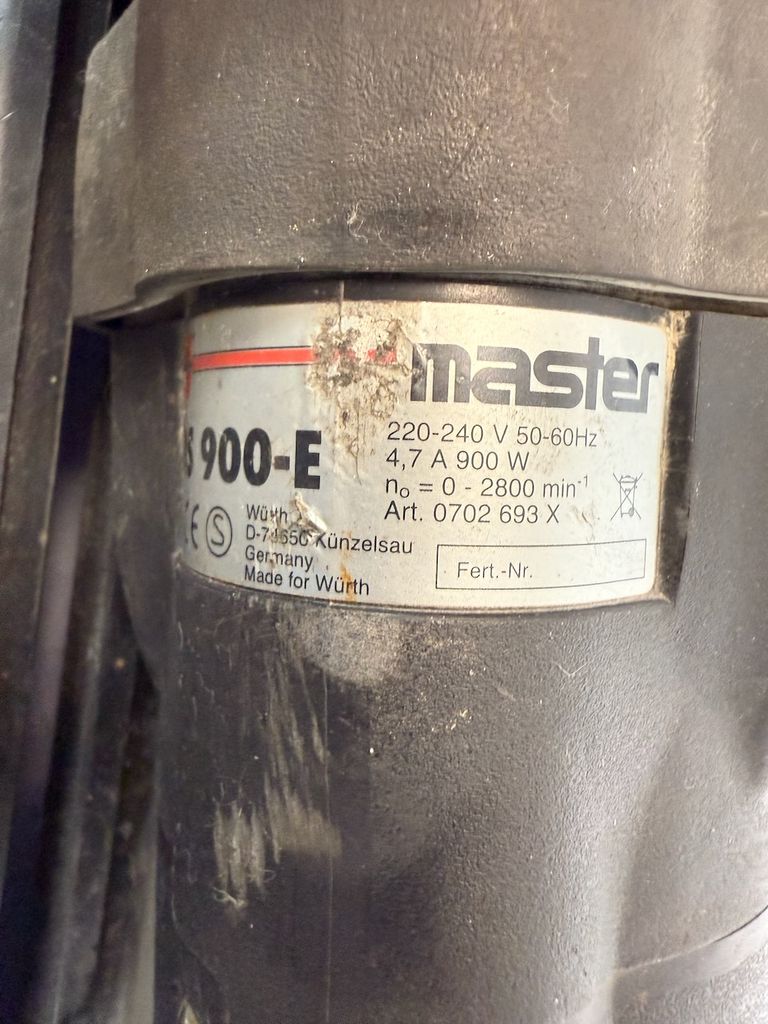 master
S 900-E
220-240 V 50-60Hz
4,7 A 900 W
n₀ = 0 - 2800 min⁻¹
Art. 0702 693 X
CE S
Würth
Künzelsau
Germany
Made for Würth
Fert.-Nr.